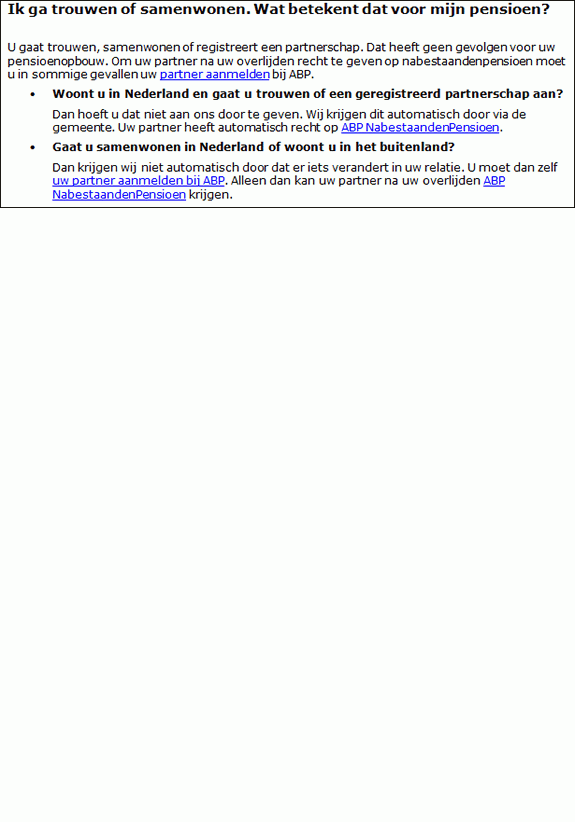 Ik ga trouwen of samenwonen. Wat betekent dat voor mijn pensioen?
U gaat trouwen, samenwonen of registreert een partnerschap. Dat heeft geen gevolgen voor uw
pensioenopbouw. Om uw partner na uw overlijden recht te geven op nabestaandenpensioen moet
u in sommige gevallen uw partner aanmelden bij ABP.
• Woont u in Nederland en gaat u trouwen of een geregistreerd partnerschap aan?
Dan hoeft u dat niet aan ons door te geven. Wij krijgen dit automatisch door via de
gemeente. Uw partner heeft automatisch recht op ABP NabestaandenPensioen.
• Gaat u samenwonen in Nederland of woont u in het buitenland?
Dan krijgen wij niet automatisch door dat er iets verandert in uw relatie. U moet dan zelf
uw partner aanmelden bij ABP. Alleen dan kan uw partner na uw overlijden ABP
NabestaandenPensioen krijgen.